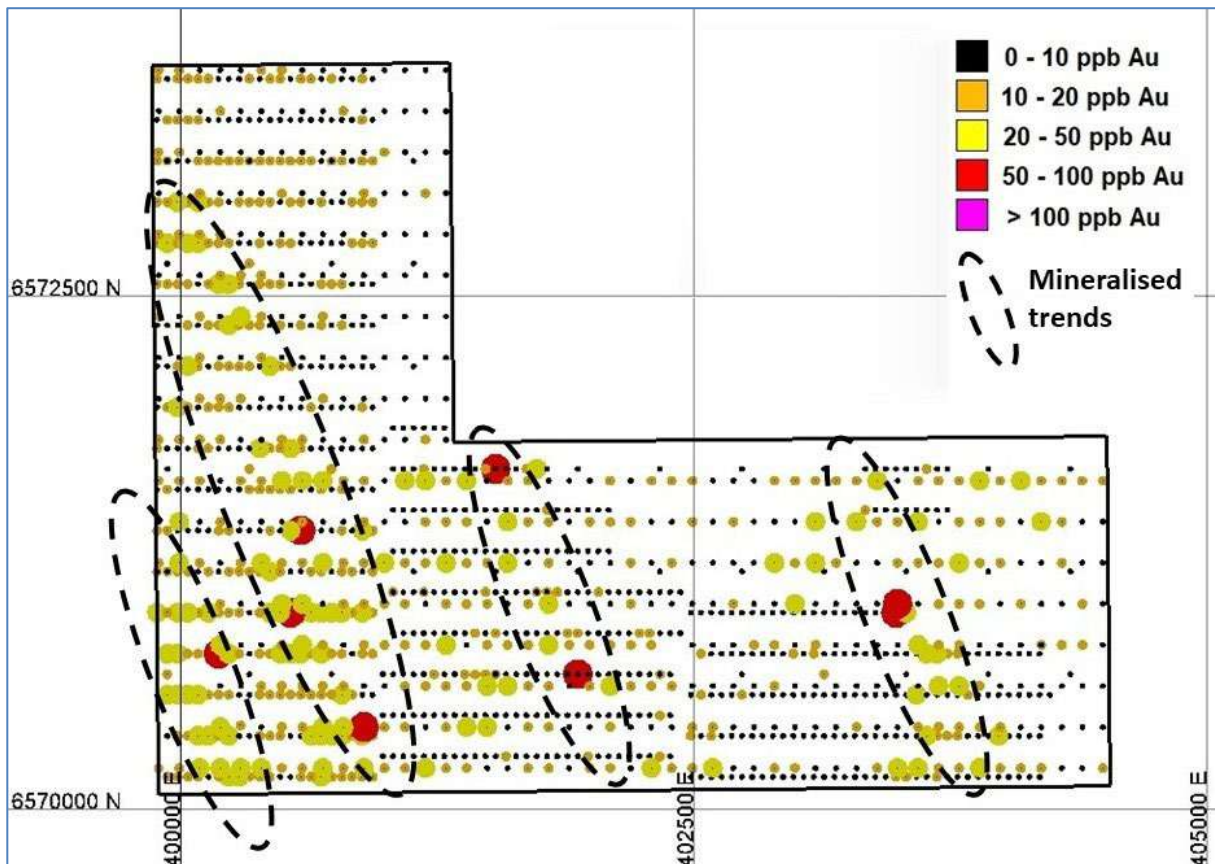 0 - 10 ppb Au
10 - 20 ppb Au
20 - 50 ppb Au
50 - 100 ppb Au
> 100 ppb Au
Mineralised
trends
6572500 N
6570000 N
400000 E
402500 E
405000 E